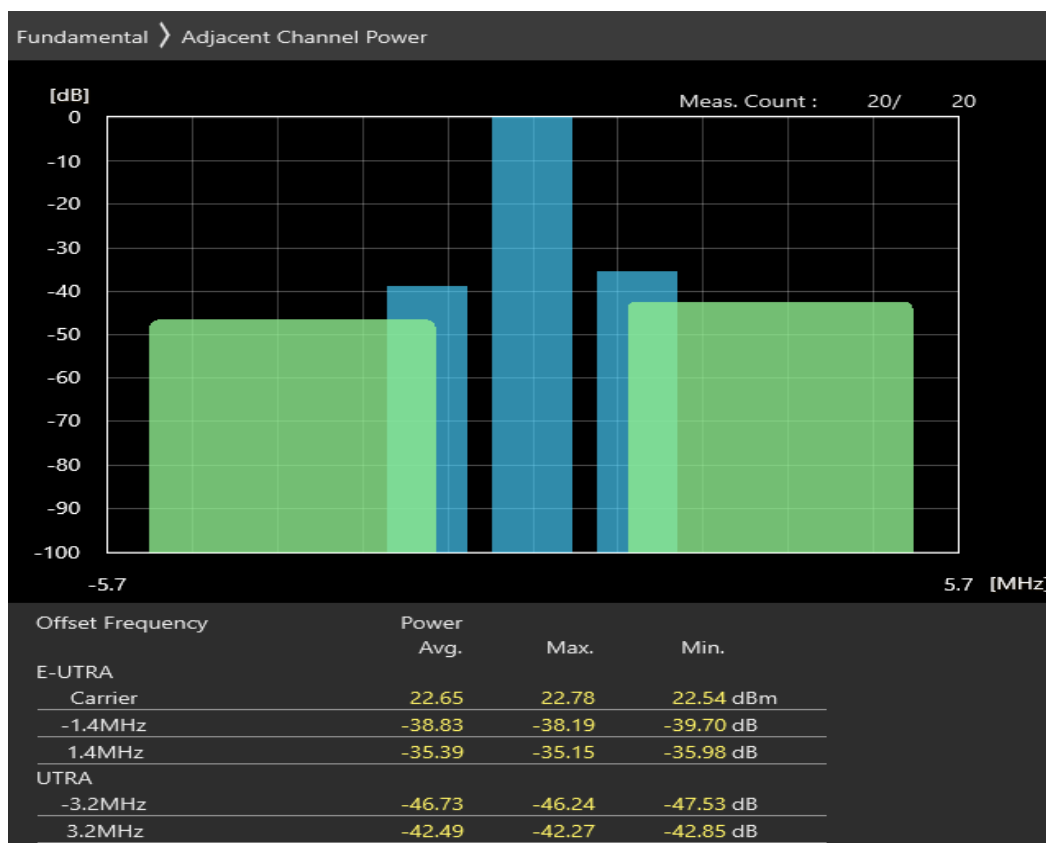 Fundamental 〉 Adjacent Channel Power
[dB]
Meas. Count : 20/ 20
0
-10
-20
-30
-40
-50
-60
-70
-80
-90
-100
-5.7 5.7 [MHz]
Offset Frequency Power
Avg. Max. Min.
E-UTRA
Carrier 22.65 22.78 22.54 dBm
-1.4MHz -38.83 -38.19 -39.70 dB
1.4MHz -35.39 -35.15 -35.98 dB
UTRA
-3.2MHz -46.73 -46.24 -47.53 dB
3.2MHz -42.49 -42.27 -42.85 dB